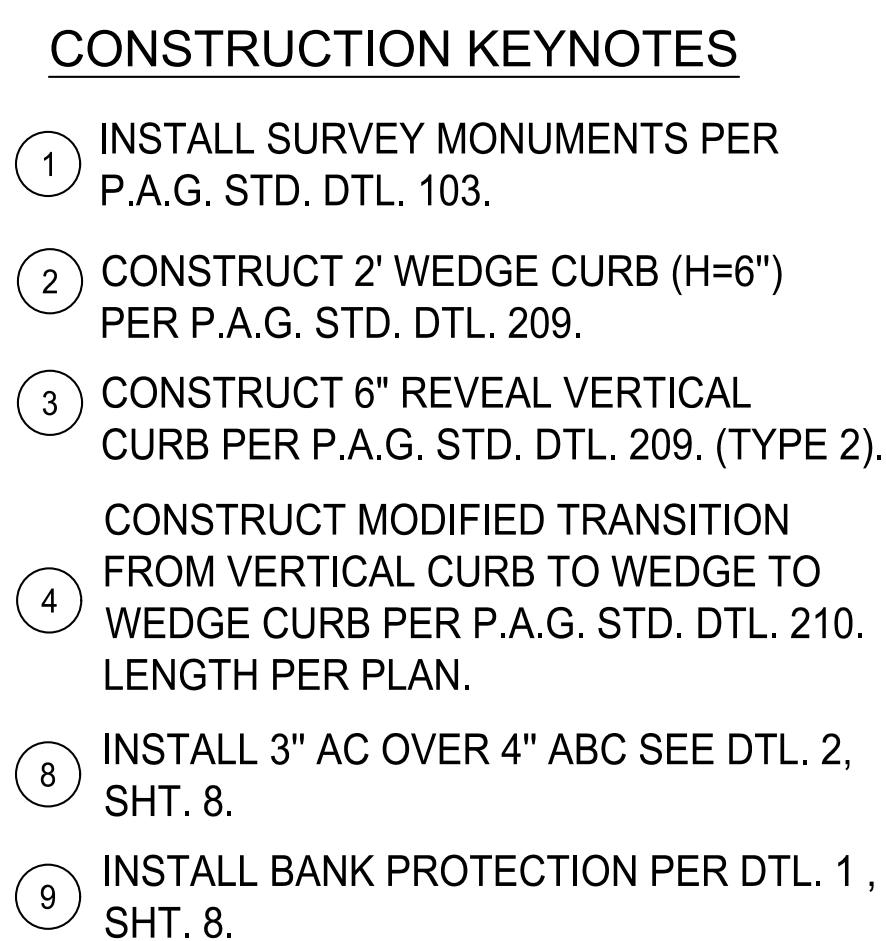 CONSTRUCTION KEYNOTES
1 INSTALL SURVEY MONUMENTS PER
P.A.G. STD. DTL. 103.
2 CONSTRUCT 2' WEDGE CURB (H=6")
PER P.A.G. STD. DTL. 209.
3 CONSTRUCT 6" REVEAL VERTICAL
CURB PER P.A.G. STD. DTL. 209. (TYPE 2).
CONSTRUCT MODIFIED TRANSITION
4 FROM VERTICAL CURB TO WEDGE TO
WEDGE CURB PER P.A.G. STD. DTL. 210.
LENGTH PER PLAN.
8 INSTALL 3" AC OVER 4" ABC SEE DTL. 2,
SHT. 8.
9 INSTALL BANK PROTECTION PER DTL. 1 ,
SHT. 8.